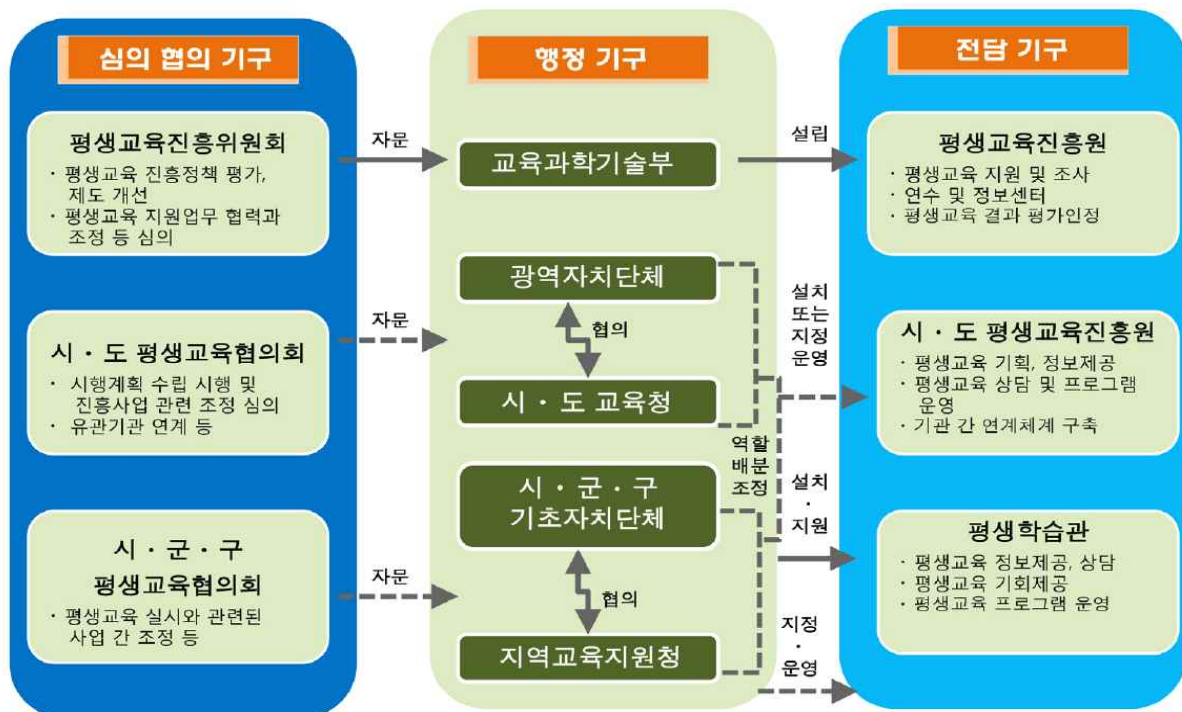 심의 협의 기구
평생교육진흥위원회
· 평생교육 진흥정책 평가,
제도 개선
· 평생교육 지원업무 협력과
조정 등 심의
시 · 도 평생교육협의회
· 시행계획 수립 시행 및
진흥사업 관련 조정 심의
· 유관기관 연계 등
시 · 군 · 구
평생교육협의회
· 평생교육 실시와 관련된
사업 간 조정 등
자문
자문
자문
행정 기구
교육과학기술부
광역자치단체
협의
시 · 도 교육청
시 · 군 · 구
기초자치단체
협의
지역교육지원청
설립
설치
또는
지정
운영
역할
배분
조정
설치
·
지원
지정
·
운영
전담 기구
평생교육진흥원
· 평생교육 지원 및 조사
· 연수 및 정보센터
· 평생교육 결과 평가인정
시 · 도 평생교육진흥원
· 평생교육 기획, 정보제공
· 평생교육 상담 및 프로그램
운영
· 기관 간 연계체계 구축
평생학습관
· 평생교육 정보제공, 상담
· 평생교육 기회제공
· 평생교육 프로그램 운영